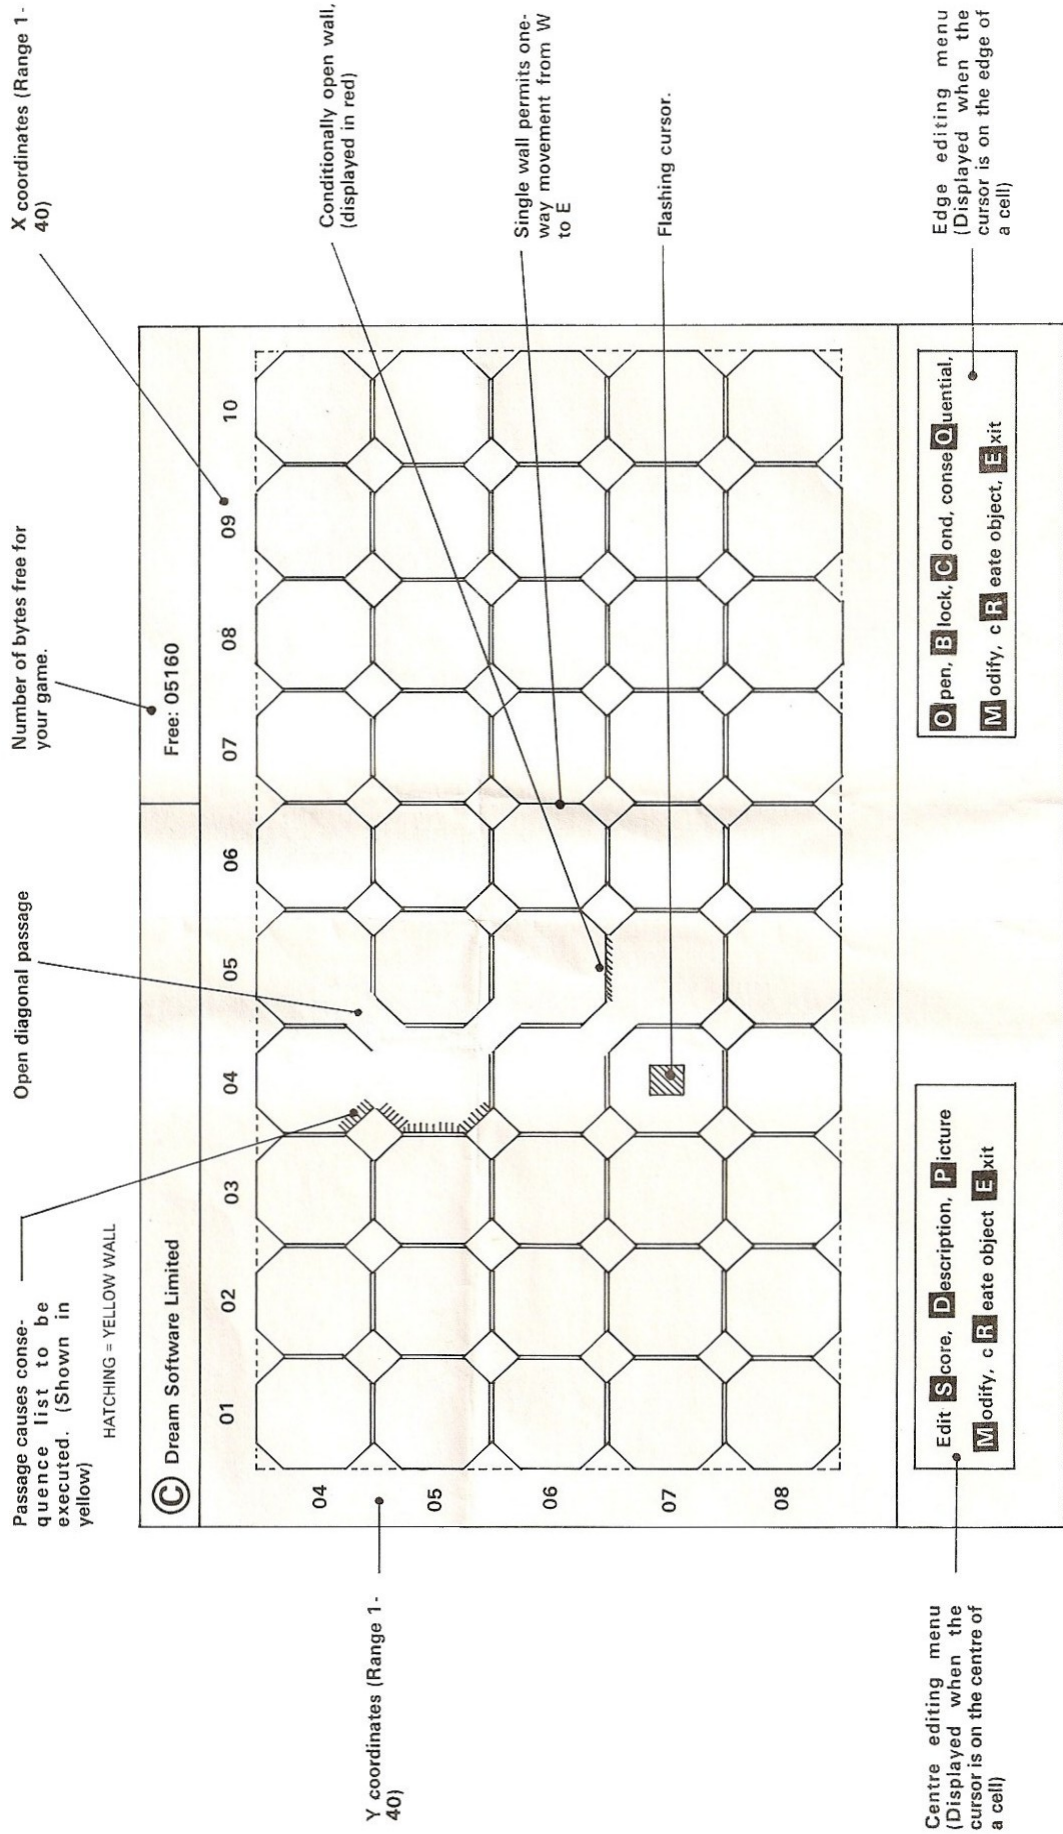 Passage causes conse-
quence list to be
executed. (Shown in
yellow)
HATCHING = YELLOW WALL
Open diagonal passage
Number of bytes free for
your game.
X coordinates (Range 1-
40)
© Dream Software Limited
Free: 05160
01 02 03 04 05 06 07 08 09 10
04
05
06
07
08
Y coordinates (Range 1-
40)
Conditionally open wall,
(displayed in red)
Single wall permits one-
way movement from W
to E
Flashing cursor.
Edit Score, Description, Picture
Modify, cR eate object Exit
Open, Block, Cond, conseQuential,
Modify, cR eate object, Exit
Centre editing menu
(Displayed when the
cursor is on the centre of
a cell)
Edge editing menu
(Displayed when the
cursor is on the edge of
a cell)